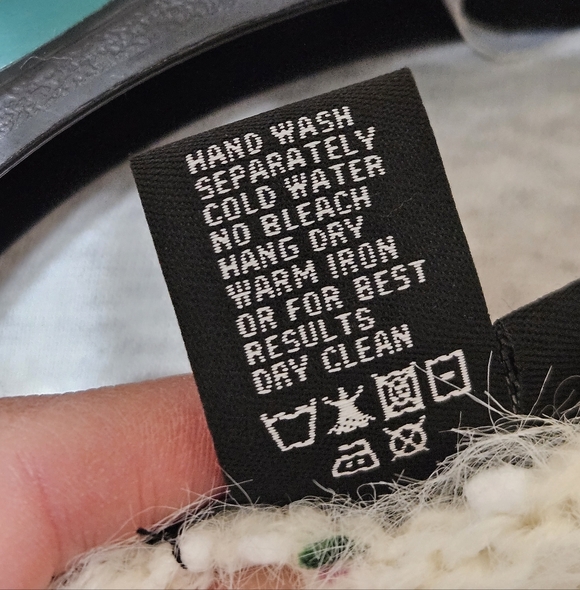 HAND WASH
SEPARATELY
COLD WATER
NO BLEACH
HANG DRY
WARM IRON
OR FOR BEST
RESULTS
DRY CLEAN